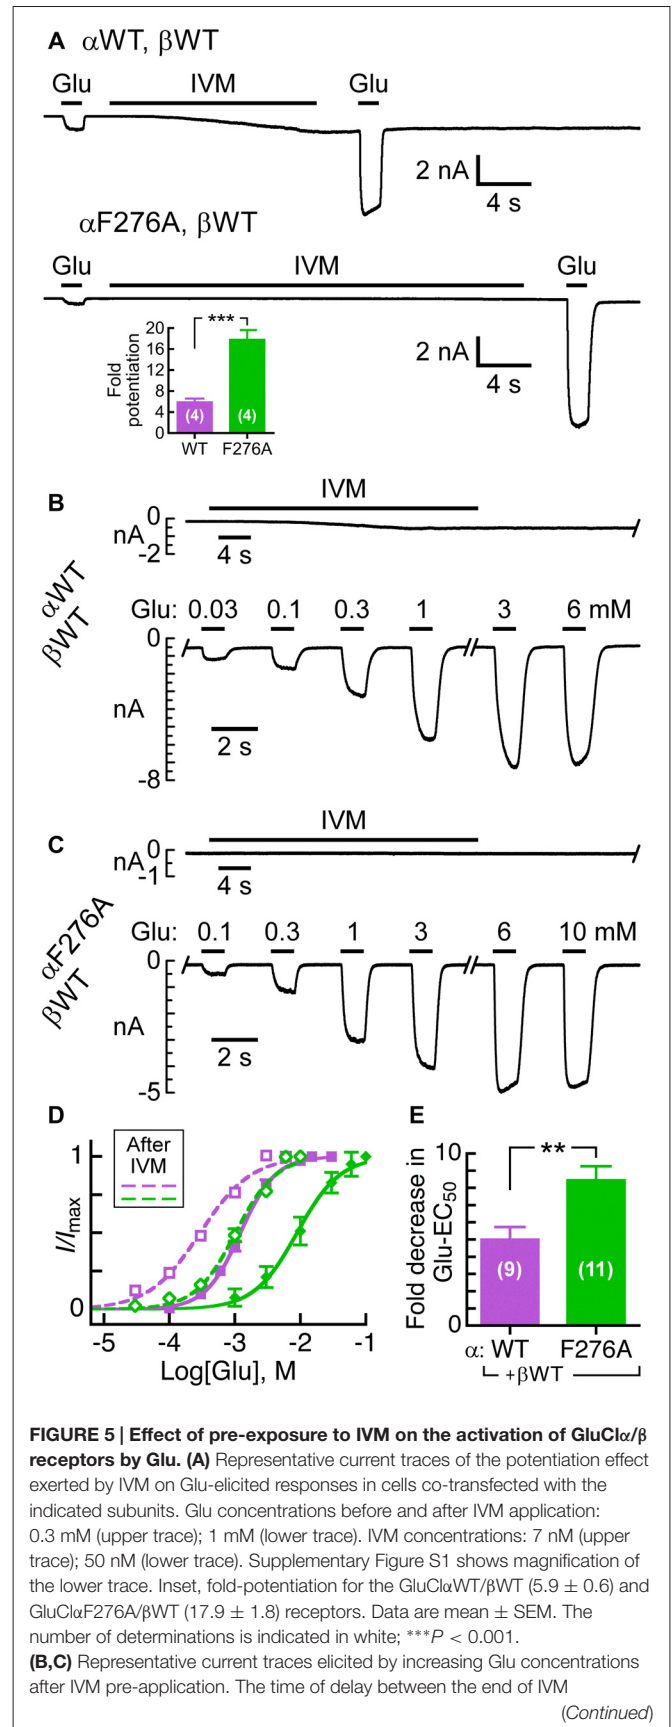 A αWT, βWT
Glu IVM Glu
2 nA
4 s
αF276A, βWT
Glu IVM Glu
2 nA
4 s
Fold
potentiation
20
16
12
8
4
0
***
(4) (4)
WT F276A
B
IVM
0
nA
-2
4 s
αWT
βWT
Glu: 0.03 0.1 0.3 1 3 6 mM
0
nA
-8
2 s
C
IVM
0
nA
-1
4 s
αF276A
βWT
Glu: 0.1 0.3 1 3 6 10 mM
0
nA
-5
2 s
D
After
IVM
1
I/Imax
0
-5 -4 -3 -2 -1
Log[Glu], M
E
Fold decrease in
Glu-EC50
10
0
**
(9) (11)
α: WT F276A
+βWT
FIGURE 5 | Effect of pre-exposure to IVM on the activation of GluClα/β
receptors by Glu. (A) Representative current traces of the potentiation effect
exerted by IVM on Glu-elicited responses in cells co-transfected with the
indicated subunits. Glu concentrations before and after IVM application:
0.3 mM (upper trace); 1 mM (lower trace). IVM concentrations: 7 nM (upper
trace); 50 nM (lower trace). Supplementary Figure S1 shows magnification of
the lower trace. Inset, fold-potentiation for the GluClαWT/βWT (5.9 ± 0.6) and
GluClαF276A/βWT (17.9 ± 1.8) receptors. Data are mean ± SEM. The
number of determinations is indicated in white; ***P < 0.001.
(B,C) Representative current traces elicited by increasing Glu concentrations
after IVM pre-application. The time of delay between the end of IVM
(Continued)